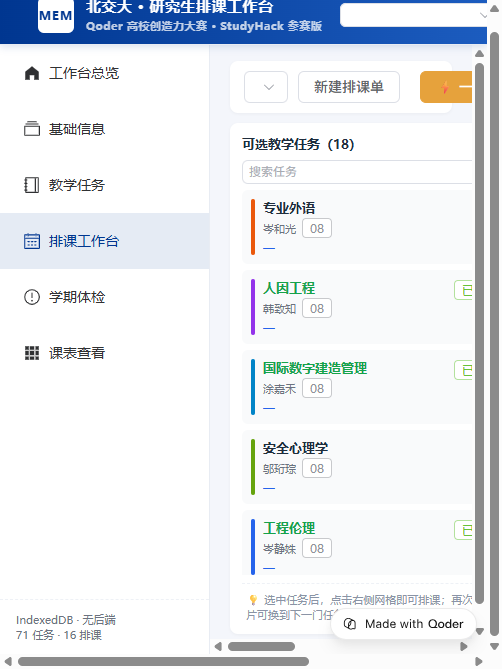 MEM
北交大 · 研究生排课工作台
Qoder 高校创造力大赛 · StudyHack 参赛版
工作台总览
基础信息
教学任务
排课工作台
学期体检
课表查看
IndexedDB · 无后端
71 任务 · 16 排课
新建排课单
一
可选教学任务（18）
搜索任务
专业外语
岑和光 08
—
人因工程
韩致知 08
已
—
国际数字建造管理
涂嘉禾 08
已
—
安全心理学
邬珩琮 08
—
工程伦理
岑静姝 08
已
—
💡 选中任务后，点击右侧网格即可排课；再次
片可换到下一门任
Made with Qoder